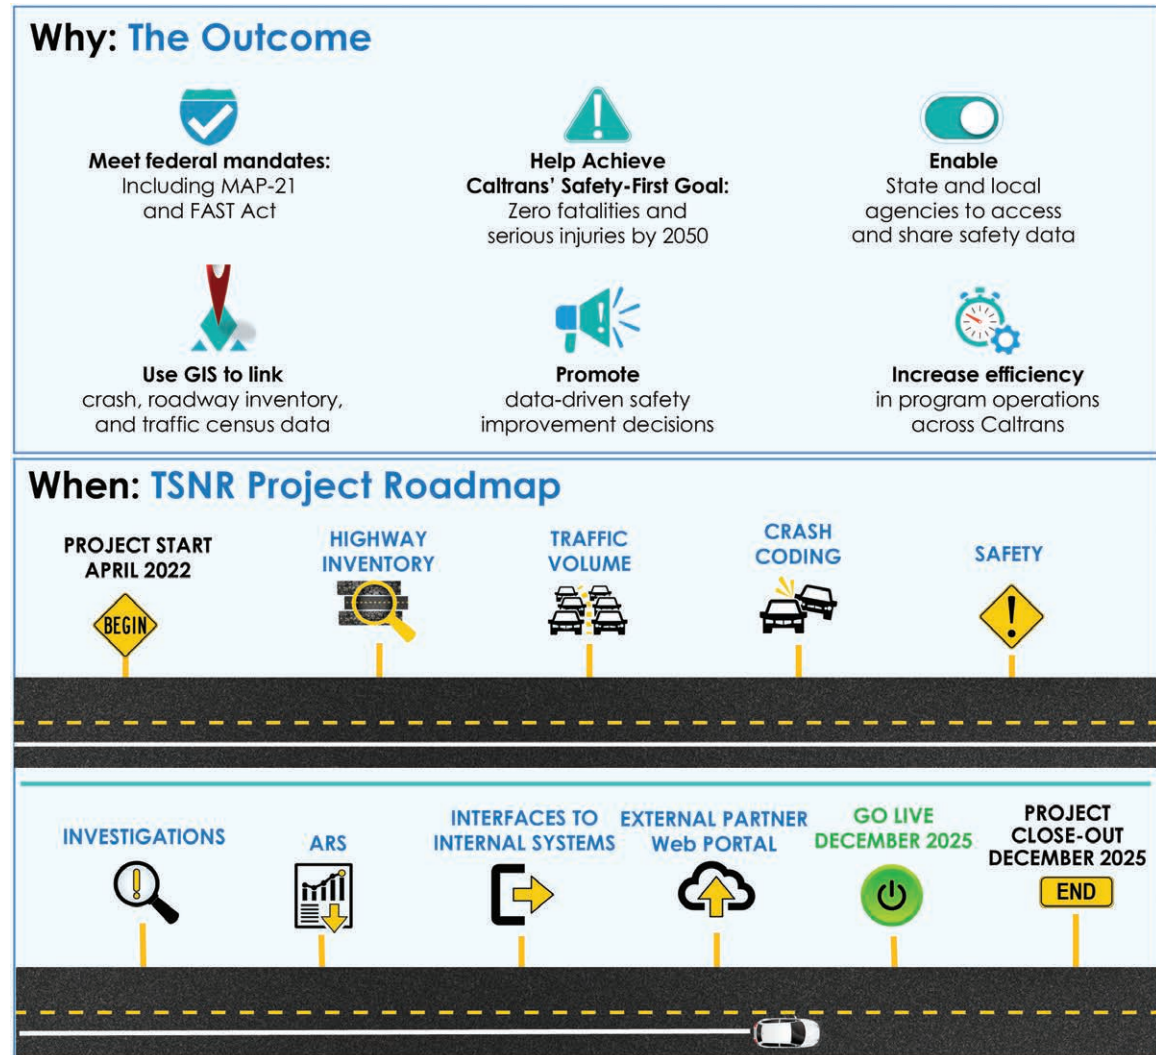 Why: The Outcome
Meet federal mandates:
Including MAP-21
and FAST Act
Help Achieve
Caltrans' Safety-First Goal:
Zero fatalities and
serious injuries by 2050
Enable
State and local
agencies to access
and share safety data
Use GIS to link
crash, roadway inventory,
and traffic census data
Promote
data-driven safety
improvement decisions
Increase efficiency
in program operations
across Caltrans
When: TSNR Project Roadmap
PROJECT START
APRIL 2022
BEGIN
HIGHWAY
INVENTORY
TRAFFIC
VOLUME
CRASH
CODING
SAFETY
INVESTIGATIONS
ARS
INTERFACES TO
INTERNAL SYSTEMS
EXTERNAL PARTNER
Web PORTAL
GO LIVE
DECEMBER 2025
PROJECT
CLOSE-OUT
DECEMBER 2025
END